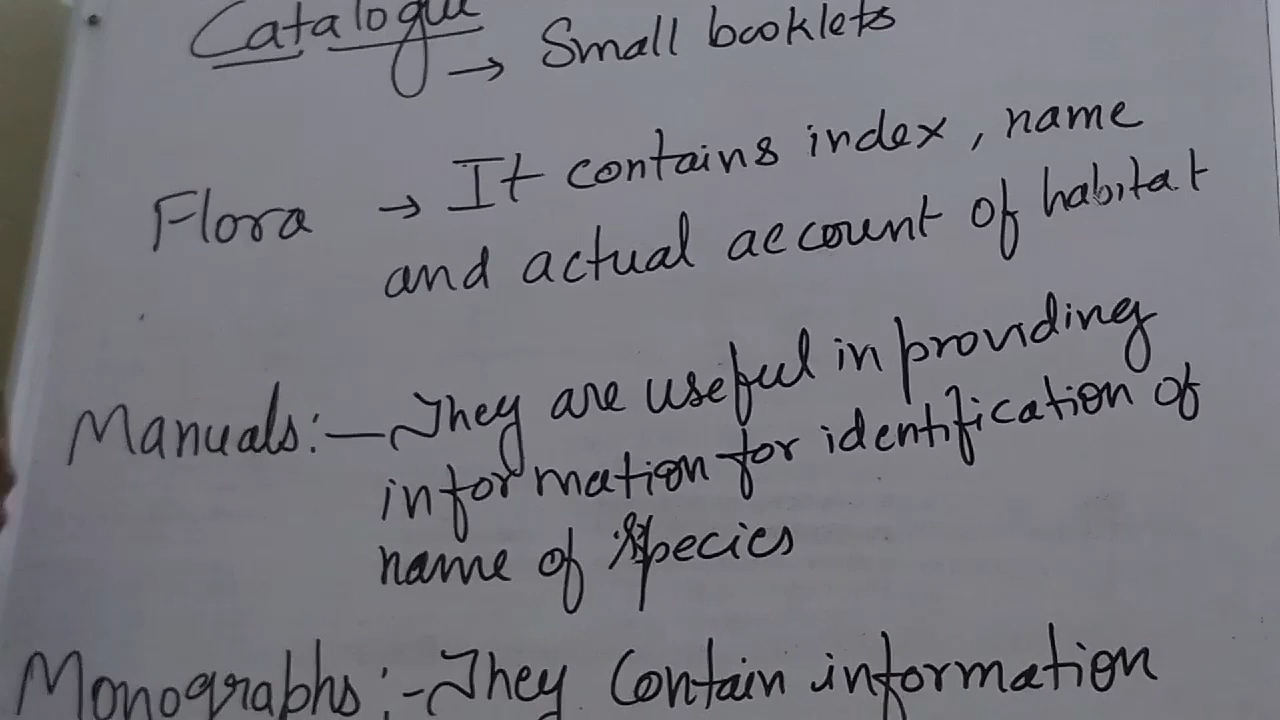 Catalogue
→ Small booklets
Flora → It contains index, name
and actual account of habitat
Manuals:— They are useful in providing
information for identification of
name of species
Monographs:- They contain information